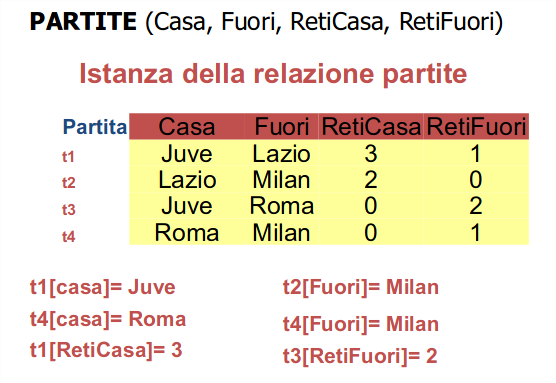 PARTITE (Casa, Fuori, RetiCasa, RetiFuori)
Istanza della relazione partite
Partita Casa Fuori RetiCasa RetiFuori
t1 Juve Lazio 3 1
t2 Lazio Milan 2 0
t3 Juve Roma 0 2
t4 Roma Milan 0 1
t1[casa]= Juve t2[Fuori]= Milan
t4[casa]= Roma t4[Fuori]= Milan
t1[RetiCasa]= 3 t3[RetiFuori]= 2